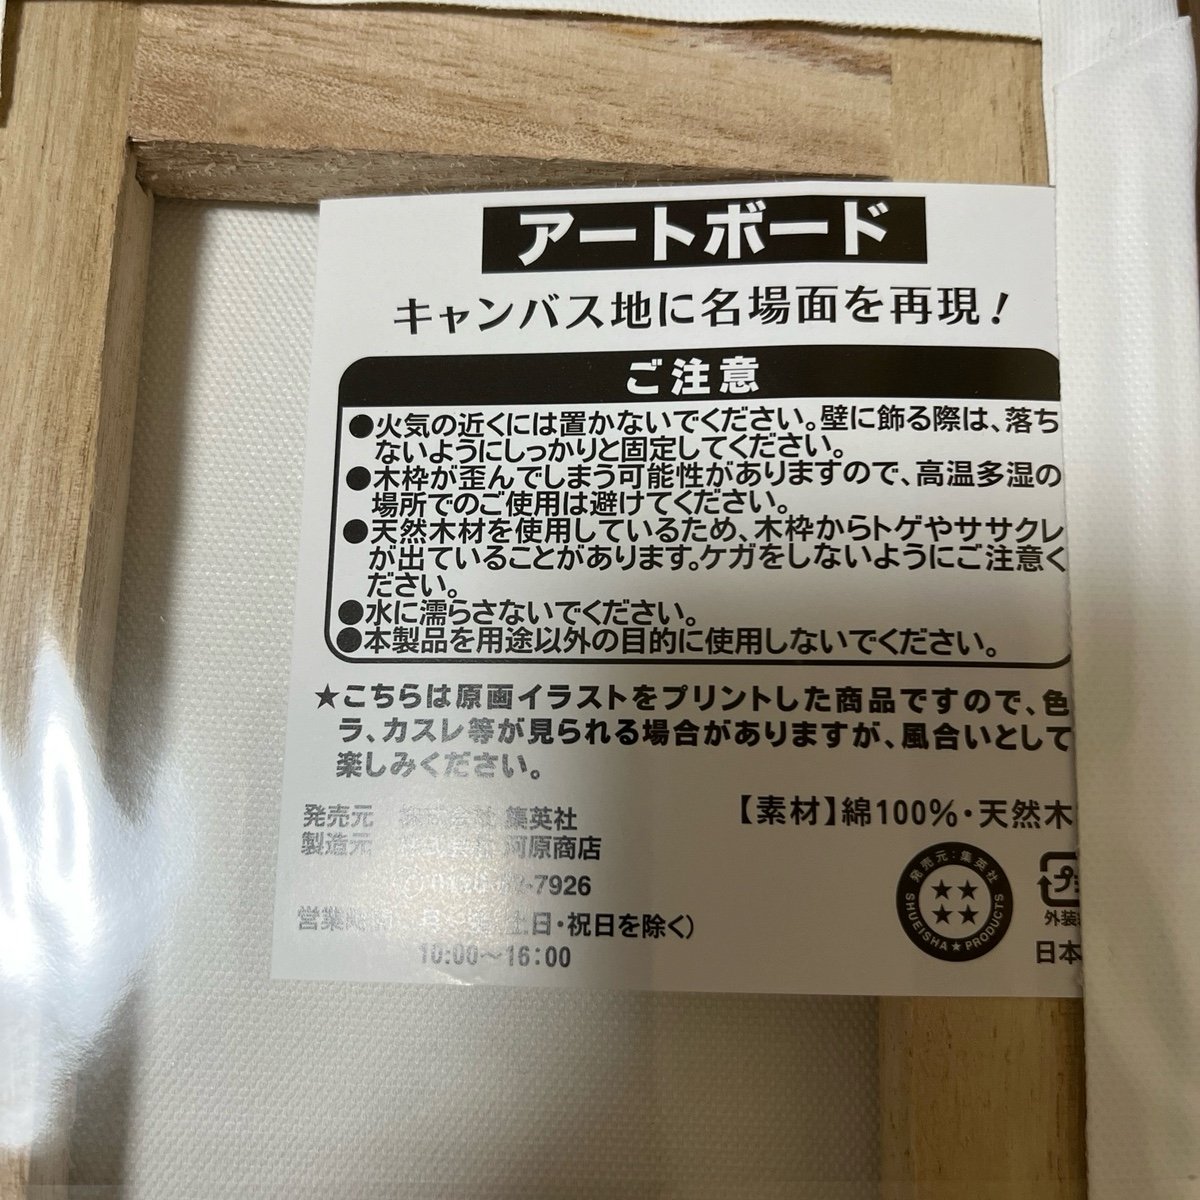 アートボード
キャンバス地に名場面を再現！
ご注意
●火気の近くには置かないでください。壁に飾る際は、落ち
ないようにしっかりと固定してください。
●木枠が歪んでしまう可能性がありますので、高温多湿の
場所でのご使用は避けてください。
●天然木材を使用しているため、木枠からトゲやササクレ
が出ていることがあります。ケガをしないようにご注意く
ださい。
●水に濡らさないでください。
●本製品を用途以外の目的に使用しないでください。
★こちらは原画イラストをプリントした商品ですので、色
ラ、カスレ等が見られる場合がありますが、風合いとして
楽しみください。
発売元 株式会社 集英社
製造元 株式会社 河原商店
7926
営業時 土日・祝日を除く)
10:00〜16:00
【素材】綿100%・天然木
発売元：集英社
SHUEISHA★PRODUCTS
プ
外装
日本